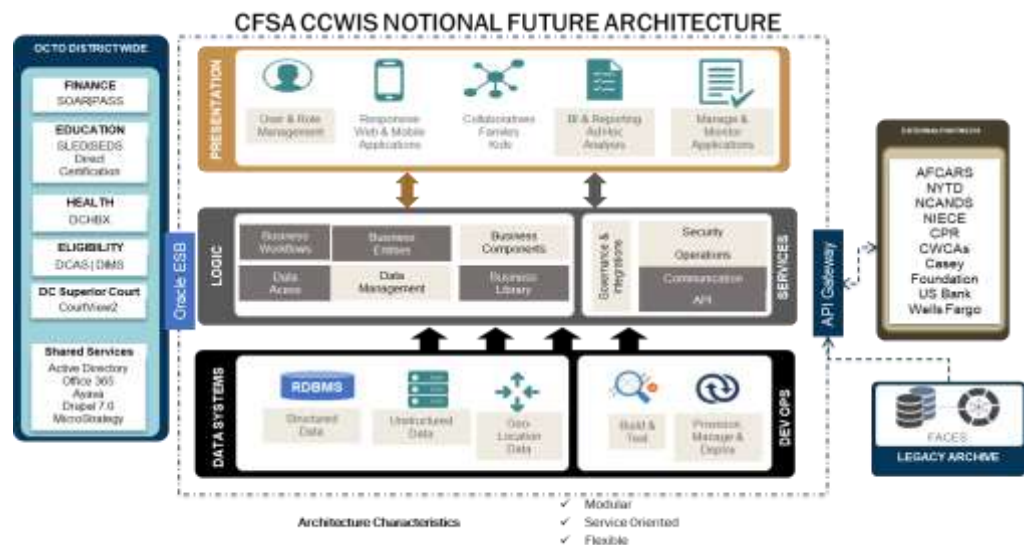 CFSA CCWIS NOTIONAL FUTURE ARCHITECTURE
OCTO DISTRICTWIDE
FINANCE
SOAR|PASS
EDUCATION
SLED|SEDS
Direct
Certification
HEALTH
DCHBX
ELIGIBILITY
DCAS | DIMS
DC Superior Court
CourtView2
Shared Services
Active Directory
Office 365
Avaya
Drupal 7.0
MicroStrategy
Oracle ESB
PRESENTATION
User & Role
Management
Responsive
Web & Mobile
Applications
Collaboratives
Families
Kids
BI & Reporting
Ad Hoc
Analysis
Manage &
Monitor
Applications
LOGIC
Business
Workflows
Business
Entities
Business
Components
Data
Access
Data
Management
Business
Library
Governance &
Integrations
Security
Operations
Communication
API
SERVICES
DATA SYSTEMS
RDBMS
Structured
Data
Unstructured
Data
Geo-
Location
Data
Build &
Test
Provision
Manage &
Deploy
DEV OPS
API Gateway
EXTERNAL PARTNERS
AFCARS
NYTD
NCANDS
NIECE
CPR
CWCAs
Casey
Foundation
US Bank
Wells Fargo
FACES
LEGACY ARCHIVE
Architecture Characteristics
✓ Modular
✓ Service Oriented
✓ Flexible